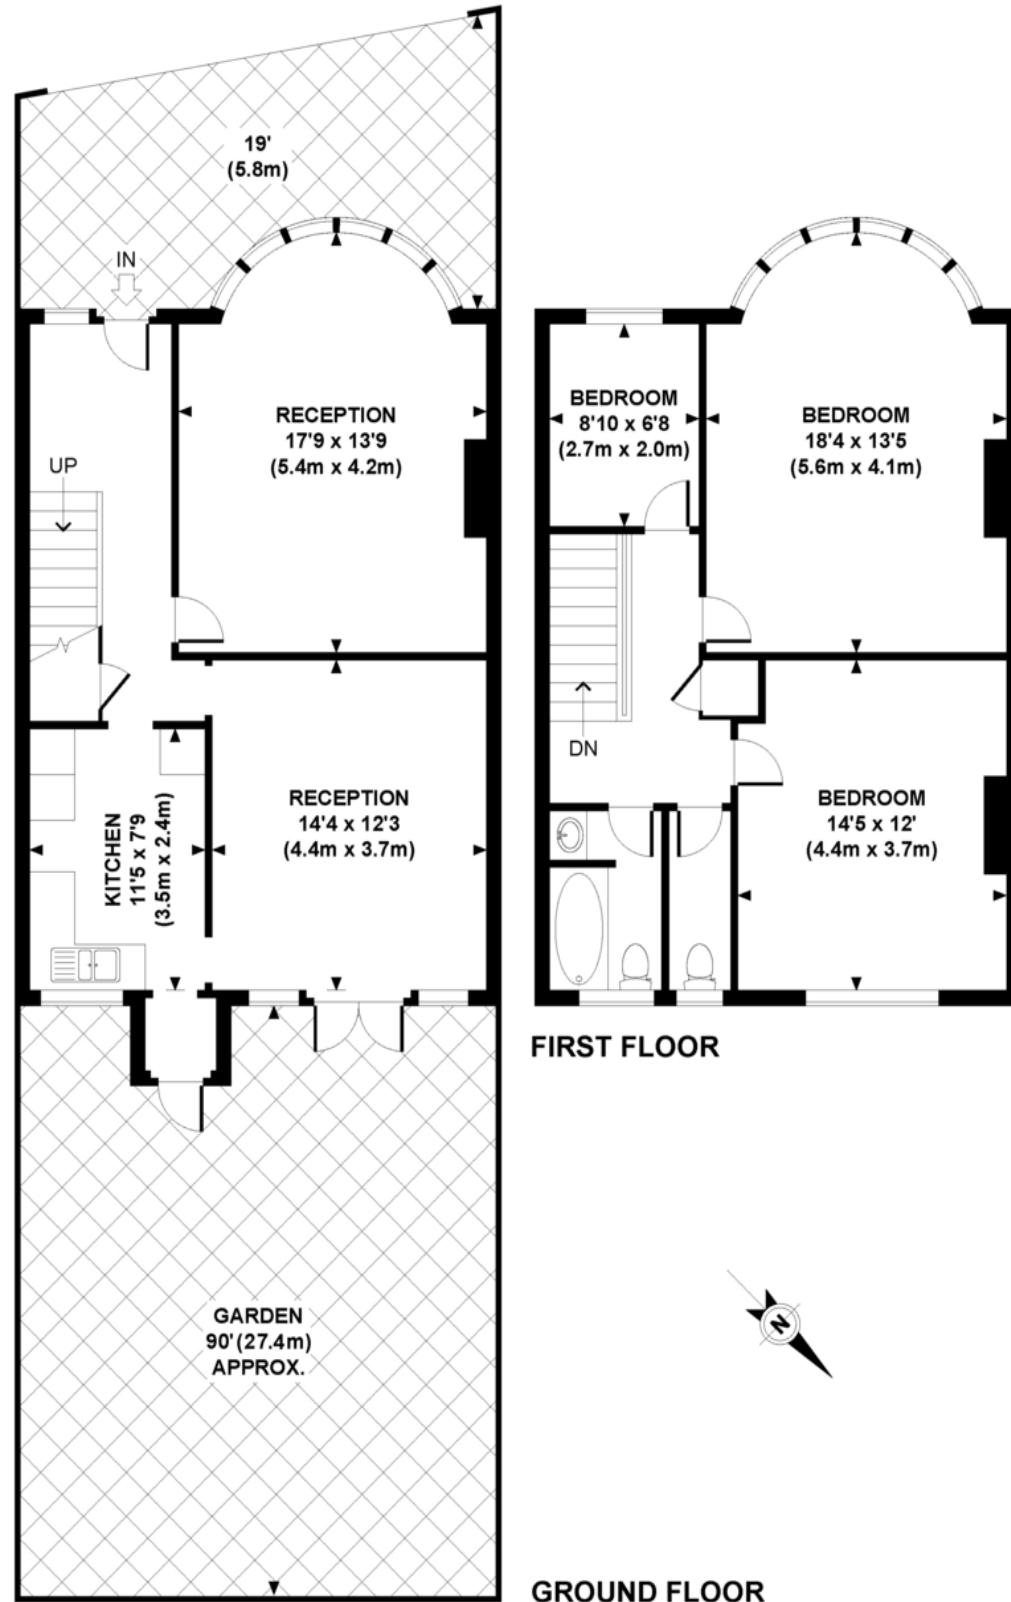 19'
(5.8m)
IN
RECEPTION
17'9 x 13'9
(5.4m x 4.2m)
UP
KITCHEN
11'5 x 7'9
(3.5m x 2.4m)
RECEPTION
14'4 x 12'3
(4.4m x 3.7m)
GARDEN
90' (27.4m)
APPROX.
GROUND FLOOR
BEDROOM
8'10 x 6'8
(2.7m x 2.0m)
BEDROOM
18'4 x 13'5
(5.6m x 4.1m)
DN
BEDROOM
14'5 x 12'
(4.4m x 3.7m)
FIRST FLOOR
N